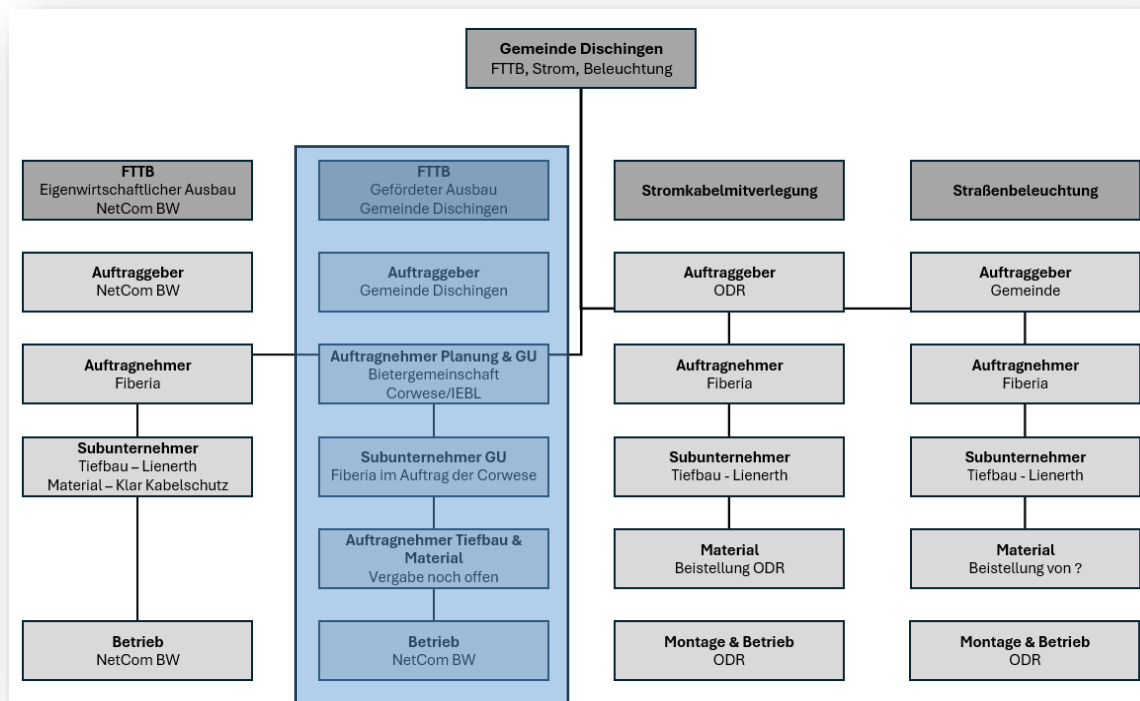 Gemeinde Dischingen
FTTB, Strom, Beleuchtung
FTTB
Eigenwirtschaftlicher Ausbau
NetCom BW
Auftraggeber
NetCom BW
Auftragnehmer
Fiberia
Subunternehmer
Tiefbau – Lienerth
Material – Klar Kabelschutz
Betrieb
NetCom BW
FTTB
Gefördeter Ausbau
Gemeinde Dischingen
Auftraggeber
Gemeinde Dischingen
Auftragnehmer Planung & GU
Bietergemeinschaft
Corwese/IEBL
Subunternehmer GU
Fiberia im Auftrag der Corwese
Auftragnehmer Tiefbau &
Material
Vergabe noch offen
Betrieb
NetCom BW
Stromkabelmitverlegung
Auftraggeber
ODR
Auftragnehmer
Fiberia
Subunternehmer
Tiefbau - Lienerth
Material
Beistellung ODR
Montage & Betrieb
ODR
Straßenbeleuchtung
Auftraggeber
Gemeinde
Auftragnehmer
Fiberia
Subunternehmer
Tiefbau - Lienerth
Material
Beistellung von ?
Montage & Betrieb
ODR